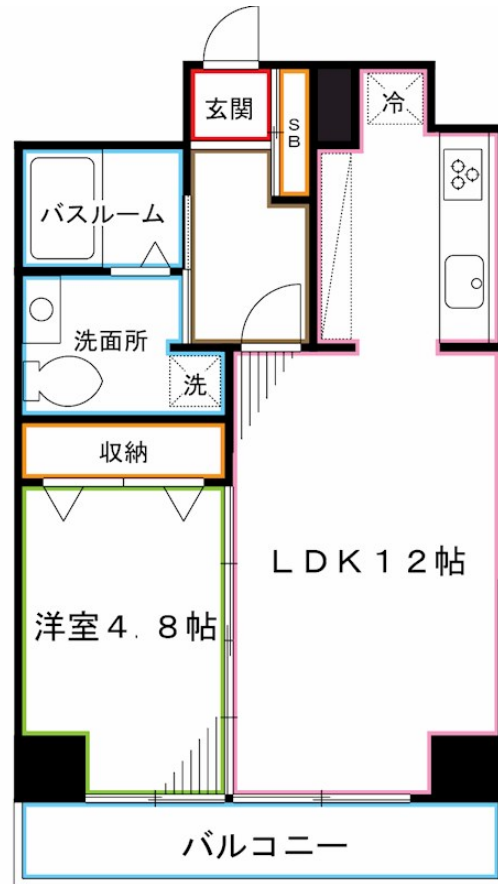 玄関
SB
冷
バスルーム
洗面所
洗
収納
LDK12帖
洋室4.8帖
バルコニー